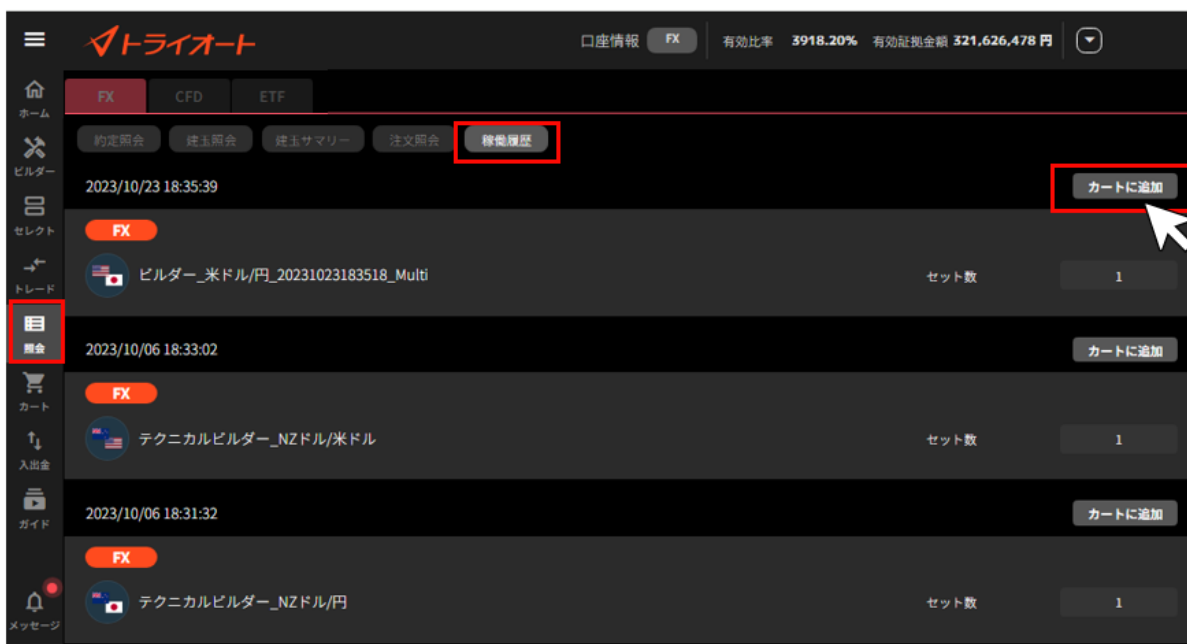 トライオート
口座情報 FX 有効比率 3918.20% 有効証拠金額 321,626,478 円
ホーム
ビルダー
セレクト
トレード
照会
カート
入出金
ガイド
メッセージ
FX CFD ETF
約定照会 建玉照会 建玉サマリー 注文照会 稼働履歴
2023/10/23 18:35:39 カートに追加
FX
ビルダー_米ドル/円_20231023183518_Multi セット数 1
2023/10/06 18:33:02 カートに追加
FX
テクニカルビルダー_NZドル/米ドル セット数 1
2023/10/06 18:31:32 カートに追加
FX
テクニカルビルダー_NZドル/円 セット数 1